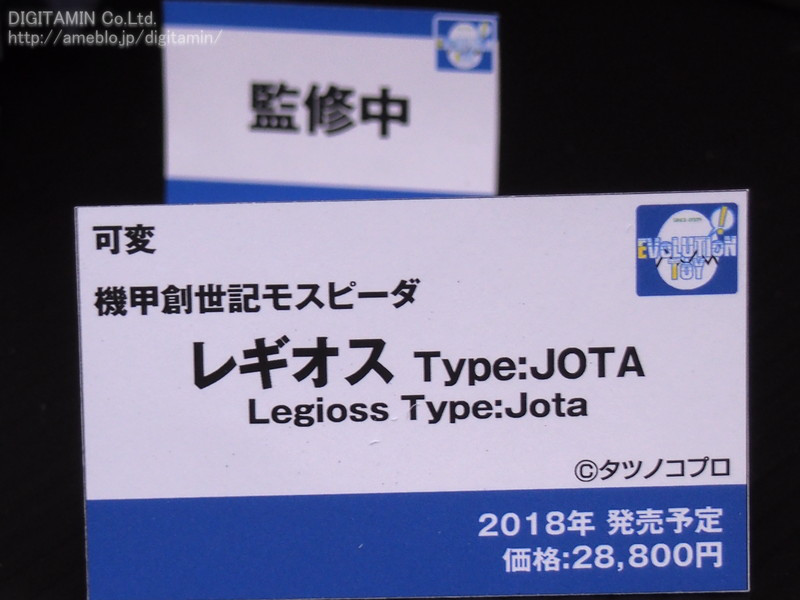 DIGITAMIN Co.Ltd.
http://ameblo.jp/digitamin/
監修中
可変
EVOLUTION
TOY
機甲創世記モスピーダ
レギオス Type:JOTA
Legioss Type:Jota
©タツノコプロ
2018年 発売予定
価格:28,800円